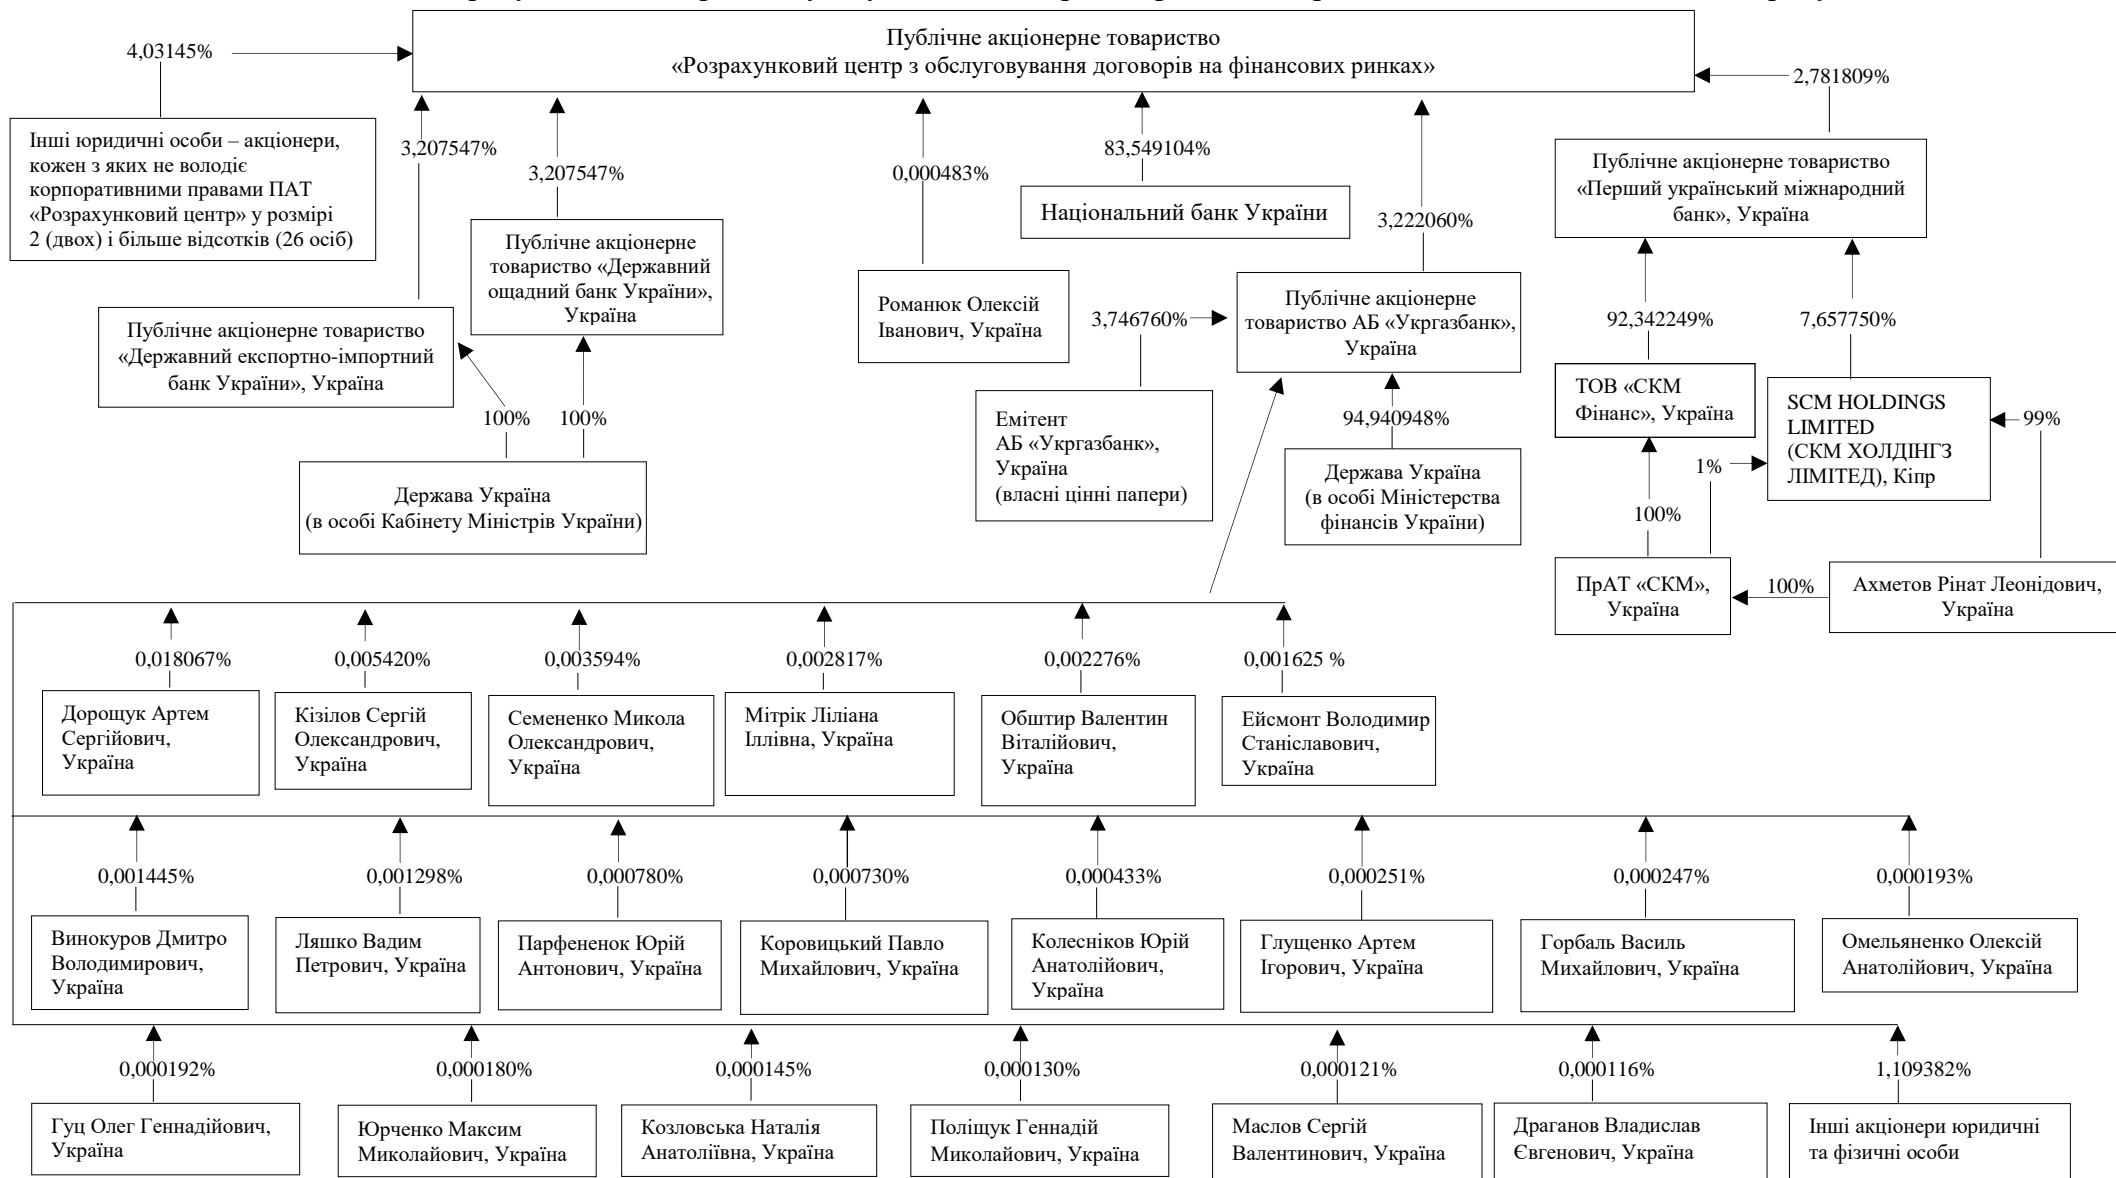 Публічне акціонерне товариство
«Розрахунковий центр з обслуговування договорів на фінансових ринках»
4,03145%
2,781809%
Інші юридичні особи – акціонери,
кожен з яких не володіє
корпоративними правами ПАТ
«Розрахунковий центр» у розмірі
2 (двох) і більше відсотків (26 осіб)
3,207547%
3,207547%
0,000483%
83,549104%
3,222060%
Публічне акціонерне товариство
«Перший український міжнародний
банк», Україна
Національний банк України
Публічне акціонерне
товариство «Державний
ощадний банк України»,
Україна
Публічне акціонерне товариство
«Державний експортно-імпортний
банк України», Україна
Романюк Олексій
Іванович, Україна
3,746760%
Публічне акціонерне
товариство АБ «Укргазбанк»,
Україна
92,342249%
7,657750%
100%
100%
Емітент
АБ «Укргазбанк»,
Україна
(власні цінні папери)
94,940948%
ТОВ «СКМ
Фінанс», Україна
SCM HOLDINGS
LIMITED
(СКМ ХОЛДІНГЗ
ЛІМІТЕД), Кіпр
99%
1%
Держава Україна
(в особі Кабінету Міністрів України)
Держава Україна
(в особі Міністерства
фінансів України)
100%
ПрАТ «СКМ»,
Україна
100%
Ахметов Рінат Леонідович,
Україна
0,018067%
0,005420%
0,003594%
0,002817%
0,002276%
0,001625 %
Дорощук Артем
Сергійович,
Україна
Кізілов Сергій
Олександрович,
Україна
Семененко Микола
Олександрович,
Україна
Мітрік Ліліана
Іллівна, Україна
Обштир Валентин
Віталійович,
Україна
Ейсмонт Володимир
Станіславович,
Україна
0,001445%
0,001298%
0,000780%
0,000730%
0,000433%
0,000251%
0,000247%
0,000193%
Винокуров Дмитро
Володимирович,
Україна
Ляшко Вадим
Петрович, Україна
Парфененок Юрій
Антонович, Україна
Коровицький Павло
Михайлович, Україна
Колесніков Юрій
Анатолійович,
Україна
Глущенко Артем
Ігорович, Україна
Горбаль Василь
Михайлович, Україна
Омельяненко Олексій
Анатолійович, Україна
0,000192%
0,000180%
0,000145%
0,000130%
0,000121%
0,000116%
1,109382%
Гуц Олег Геннадійович,
Україна
Юрченко Максим
Миколайович, Україна
Козловська Наталія
Анатоліївна, Україна
Поліщук Геннадій
Миколайович, Україна
Маслов Сергій
Валентинович, Україна
Драганов Владислав
Євгенович, Україна
Інші акціонери юридичні
та фізичні особи